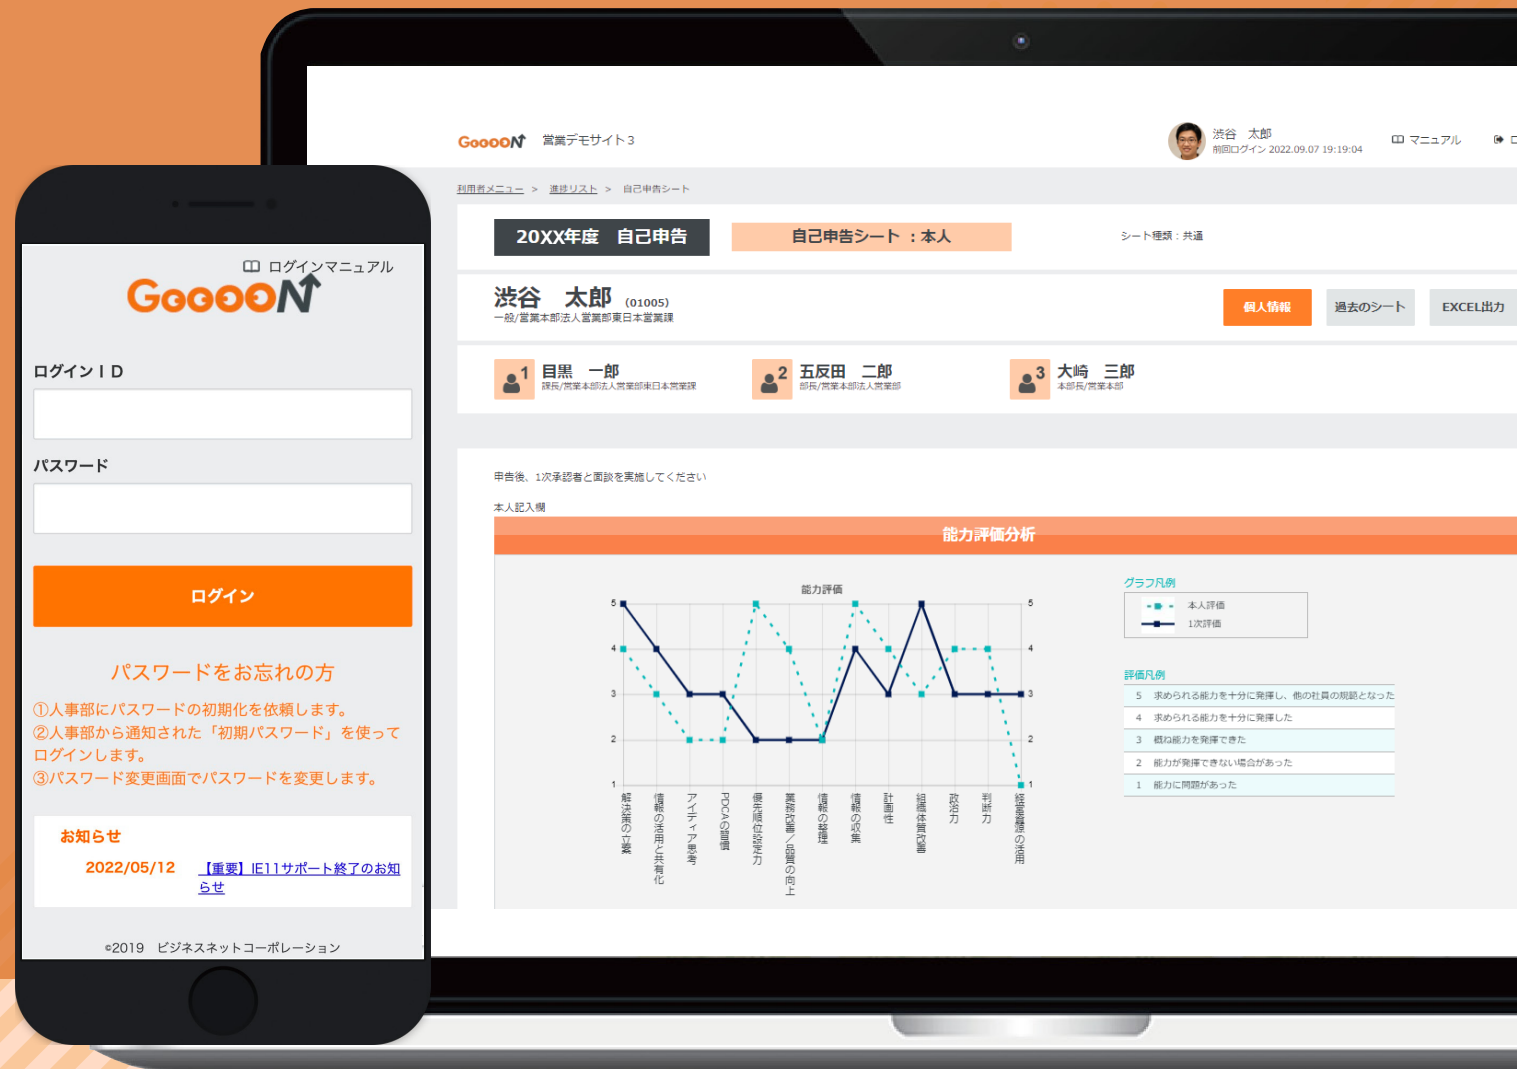 GooooN
営業デモサイト3
渋谷　太郎
前回ログイン 2022.09.07 19:19:04
マニュアル
利用者メニュー > 進捗リスト > 自己申告シート
20XX年度　自己申告
自己申告シート ：本人
シート種類：共通
渋谷　太郎 (01005)
一般/営業本部法人営業部東日本営業課
個人情報
過去のシート
EXCEL出力
1 目黒　一郎
課長/営業本部法人営業部東日本営業課
2 五反田　二郎
部長/営業本部法人営業部
3 大崎　三郎
本部長/営業本部
申告後、1次承認者と面談を実施してください
本人記入欄
能力評価分析
能力評価
5
4
3
2
1
5
4
3
2
1
解決策の立案
情報の活用と共有化
アイディア思考
PDCAの習慣
優先順位設定力
業務改善／品質の向上
情報の整理
情報の収集
計画性
組織体質改善
政治力
判断力
経営資源の活用
グラフ凡例
本人評価
1次評価
評価凡例
5 求められる能力を十分に発揮し、他の社員の規範となった
4 求められる能力を十分に発揮した
3 概ね能力を発揮できた
2 能力が発揮できない場合があった
1 能力に問題があった
ログインマニュアル
GooooN
ログインＩＤ
パスワード
ログイン
パスワードをお忘れの方
①人事部にパスワードの初期化を依頼します。
②人事部から通知された「初期パスワード」を使って
ログインします。
③パスワード変更画面でパスワードを変更します。
お知らせ
2022/05/12 【重要】IE11サポート終了のお知
らせ
©2019　ビジネスネットコーポレーション